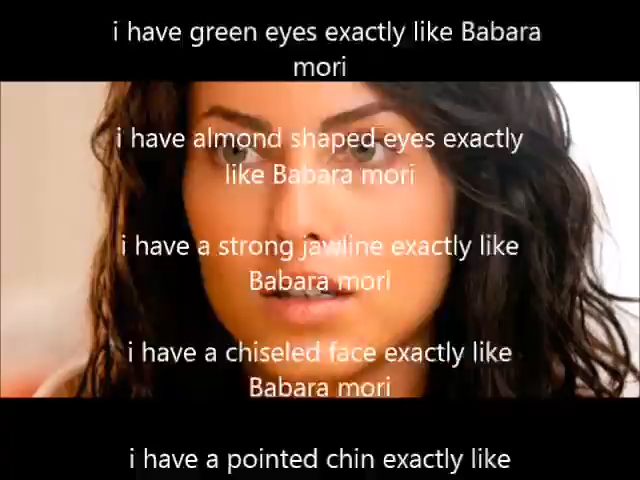 i have green eyes exactly like Babara
mori
i have almond shaped eyes exactly
like Babara mori
i have a strong jawline exactly like
Babara mori
i have a chiseled face exactly like
Babara mori
i have a pointed chin exactly like